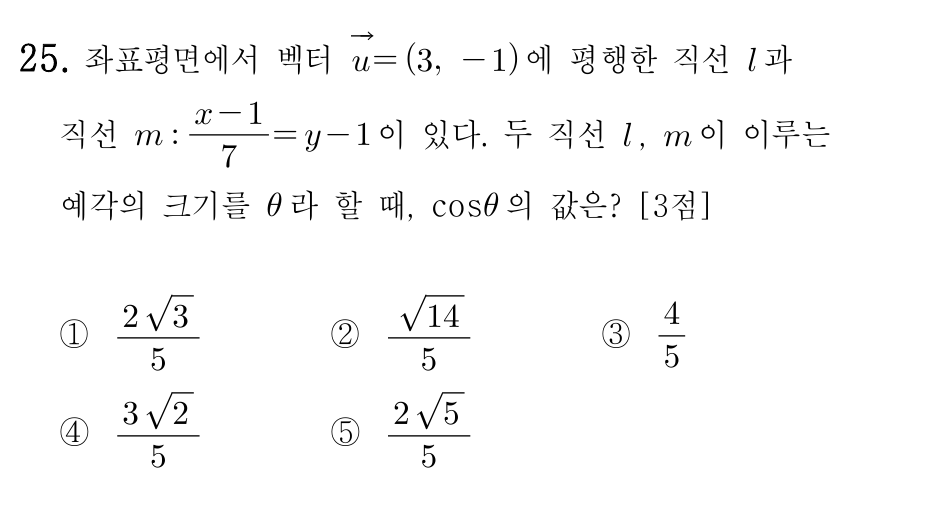 25. 좌표평면에서 벡터 $\overrightarrow{u}=(3, -1)$에 평행한 직선 $l$과
직선 $m: \frac{x-1}{7}=y-1$이 있다. 두 직선 $l$, $m$이 이루는
예각의 크기를 $\theta$라 할 때, $\cos\theta$의 값은? [3점]
① $\frac{2\sqrt{3}}{5}$ ② $\frac{\sqrt{14}}{5}$ ③ $\frac{4}{5}$
④ $\frac{3\sqrt{2}}{5}$ ⑤ $\frac{2\sqrt{5}}{5}$